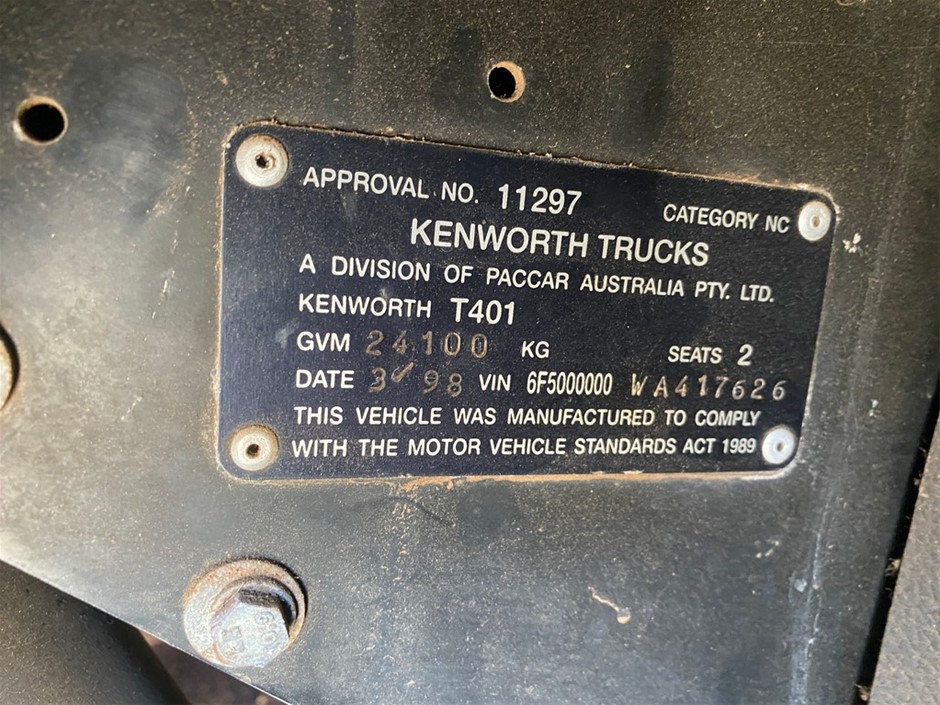 APPROVAL NO. 11297 CATEGORY NC
KENWORTH TRUCKS
A DIVISION OF PACCAR AUSTRALIA PTY. LTD.
KENWORTH T401
GVM 24100 KG SEATS 2
DATE 3/98 VIN 6F5000000 WA417626
THIS VEHICLE WAS MANUFACTURED TO COMPLY
WITH THE MOTOR VEHICLE STANDARDS ACT 1989